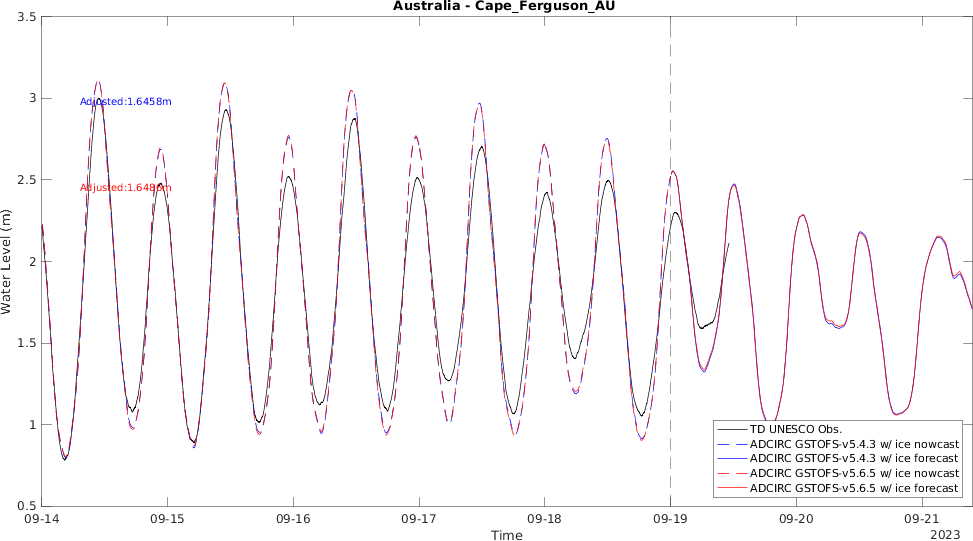 Australia - Cape_Ferguson_AU
3.5
3
2.5
2
1.5
1
0.5
Water Level (m)
Adjusted:1.6458m
Adjusted:1.6486m
TD UNESCO Obs.
ADCIRC GSTOFS-v5.4.3 w/ ice nowcast
ADCIRC GSTOFS-v5.4.3 w/ ice forecast
ADCIRC GSTOFS-v5.6.5 w/ ice nowcast
ADCIRC GSTOFS-v5.6.5 w/ ice forecast
09-14 09-15 09-16 09-17 09-18 09-19 09-20 09-21
Time
2023